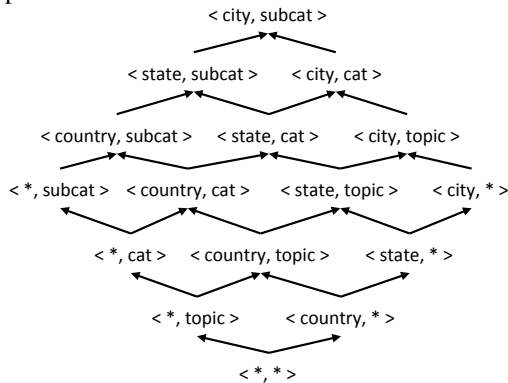 < city, subcat >
< state, subcat > < city, cat >
< country, subcat > < state, cat > < city, topic >
< *, subcat > < country, cat > < state, topic > < city, * >
< *, cat > < country, topic > < state, * >
< *, topic > < country, * >
< *, * >